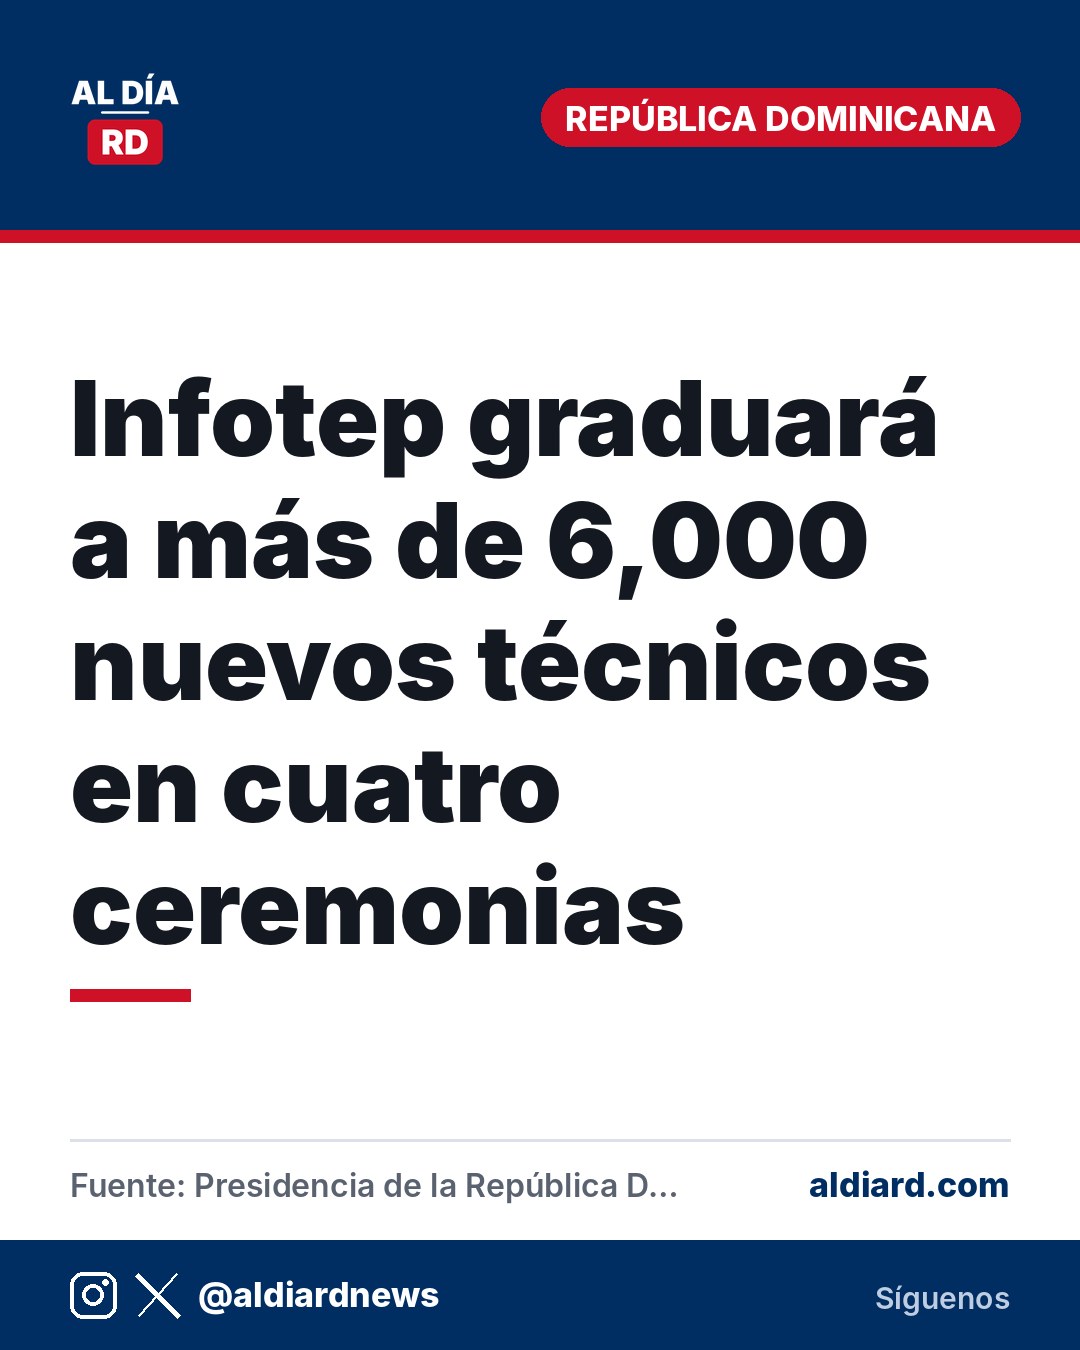 AL DÍA
RD
REPÚBLICA DOMINICANA
Infotep graduará
a más de 6,000
nuevos técnicos
en cuatro
ceremonias
Fuente: Presidencia de la República D...
aldiard.com
@aldiardnews
Síguenos